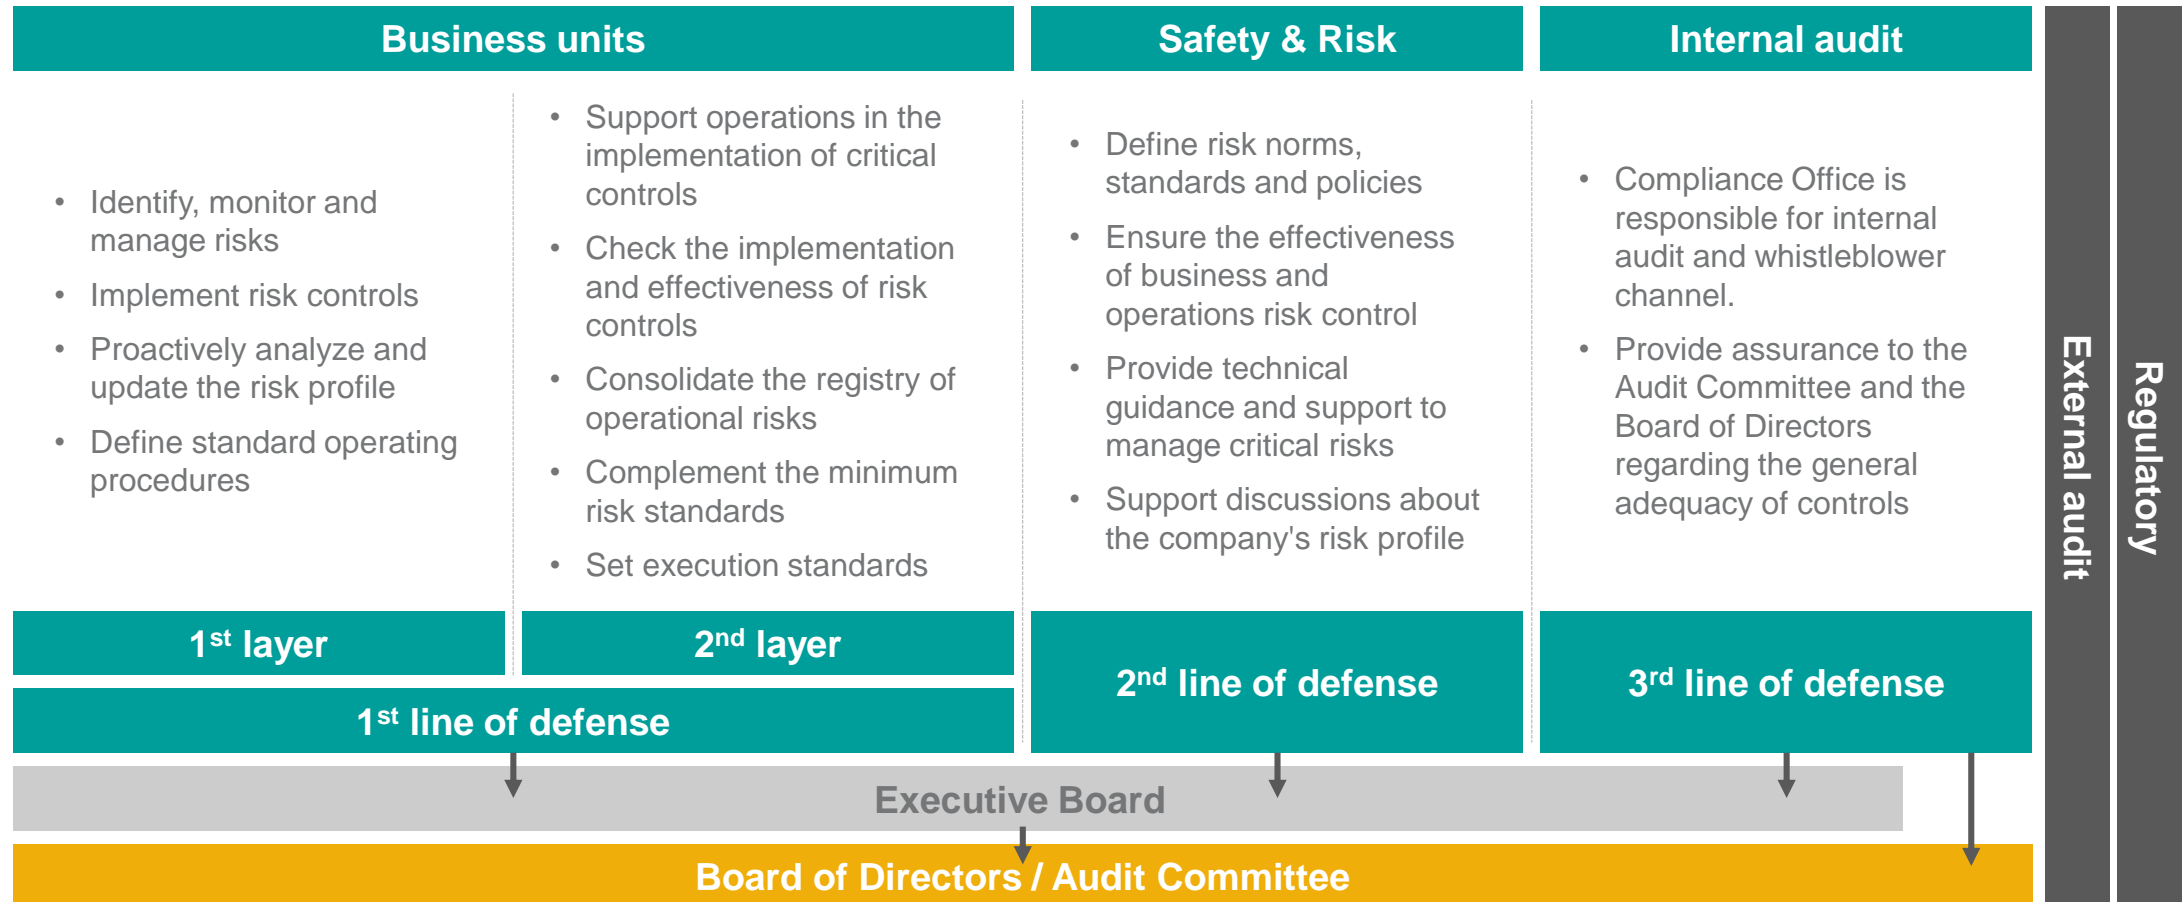 Business units
Safety & Risk
Internal audit
• Identify, monitor and
manage risks
• Implement risk controls
• Proactively analyze and
update the risk profile
• Define standard operating
procedures
• Support operations in the
implementation of critical
controls
• Check the implementation
and effectiveness of risk
controls
• Consolidate the registry of
operational risks
• Complement the minimum
risk standards
• Set execution standards
• Define risk norms,
standards and policies
• Ensure the effectiveness
of business and
operations risk control
• Provide technical
guidance and support to
manage critical risks
• Support discussions about
the company's risk profile
• Compliance Office is
responsible for internal
audit and whistleblower
channel.
• Provide assurance to the
Audit Committee and the
Board of Directors
regarding the general
adequacy of controls
1st layer
2nd layer
1st line of defense
2nd line of defense
3rd line of defense
Executive Board
Board of Directors / Audit Committee
External audit
Regulatory